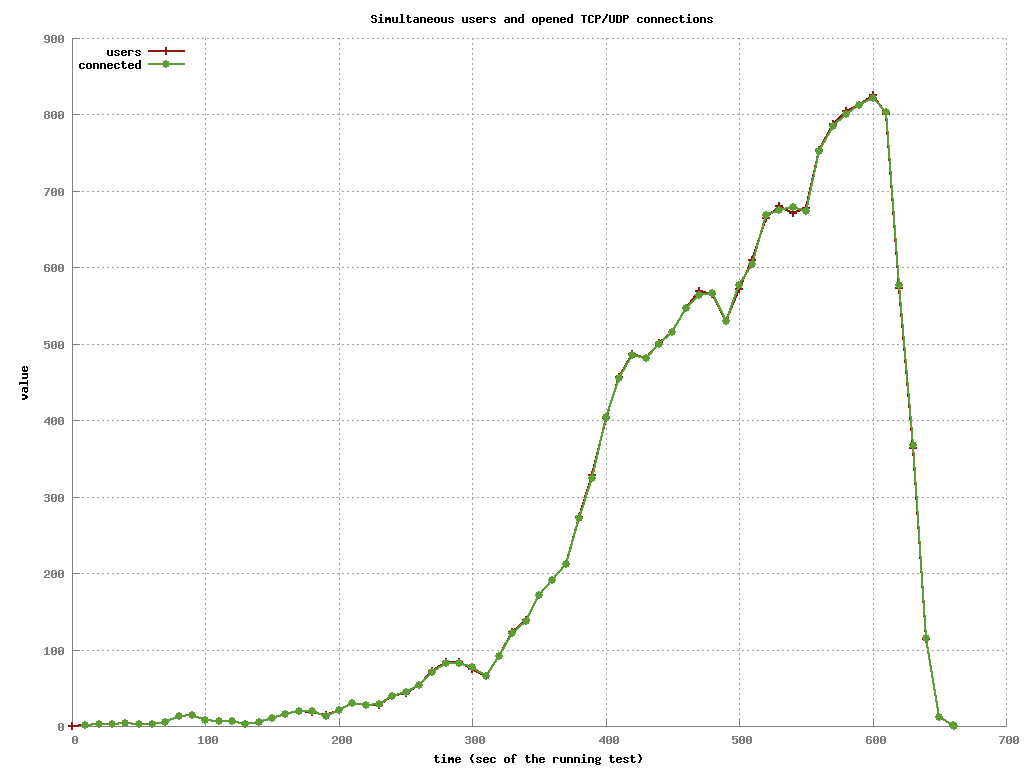 Simultaneous users and opened TCP/UDP connections
users
connected
900
800
700
600
500
400
300
200
100
0
value
0 100 200 300 400 500 600 700
time (sec of the running test)